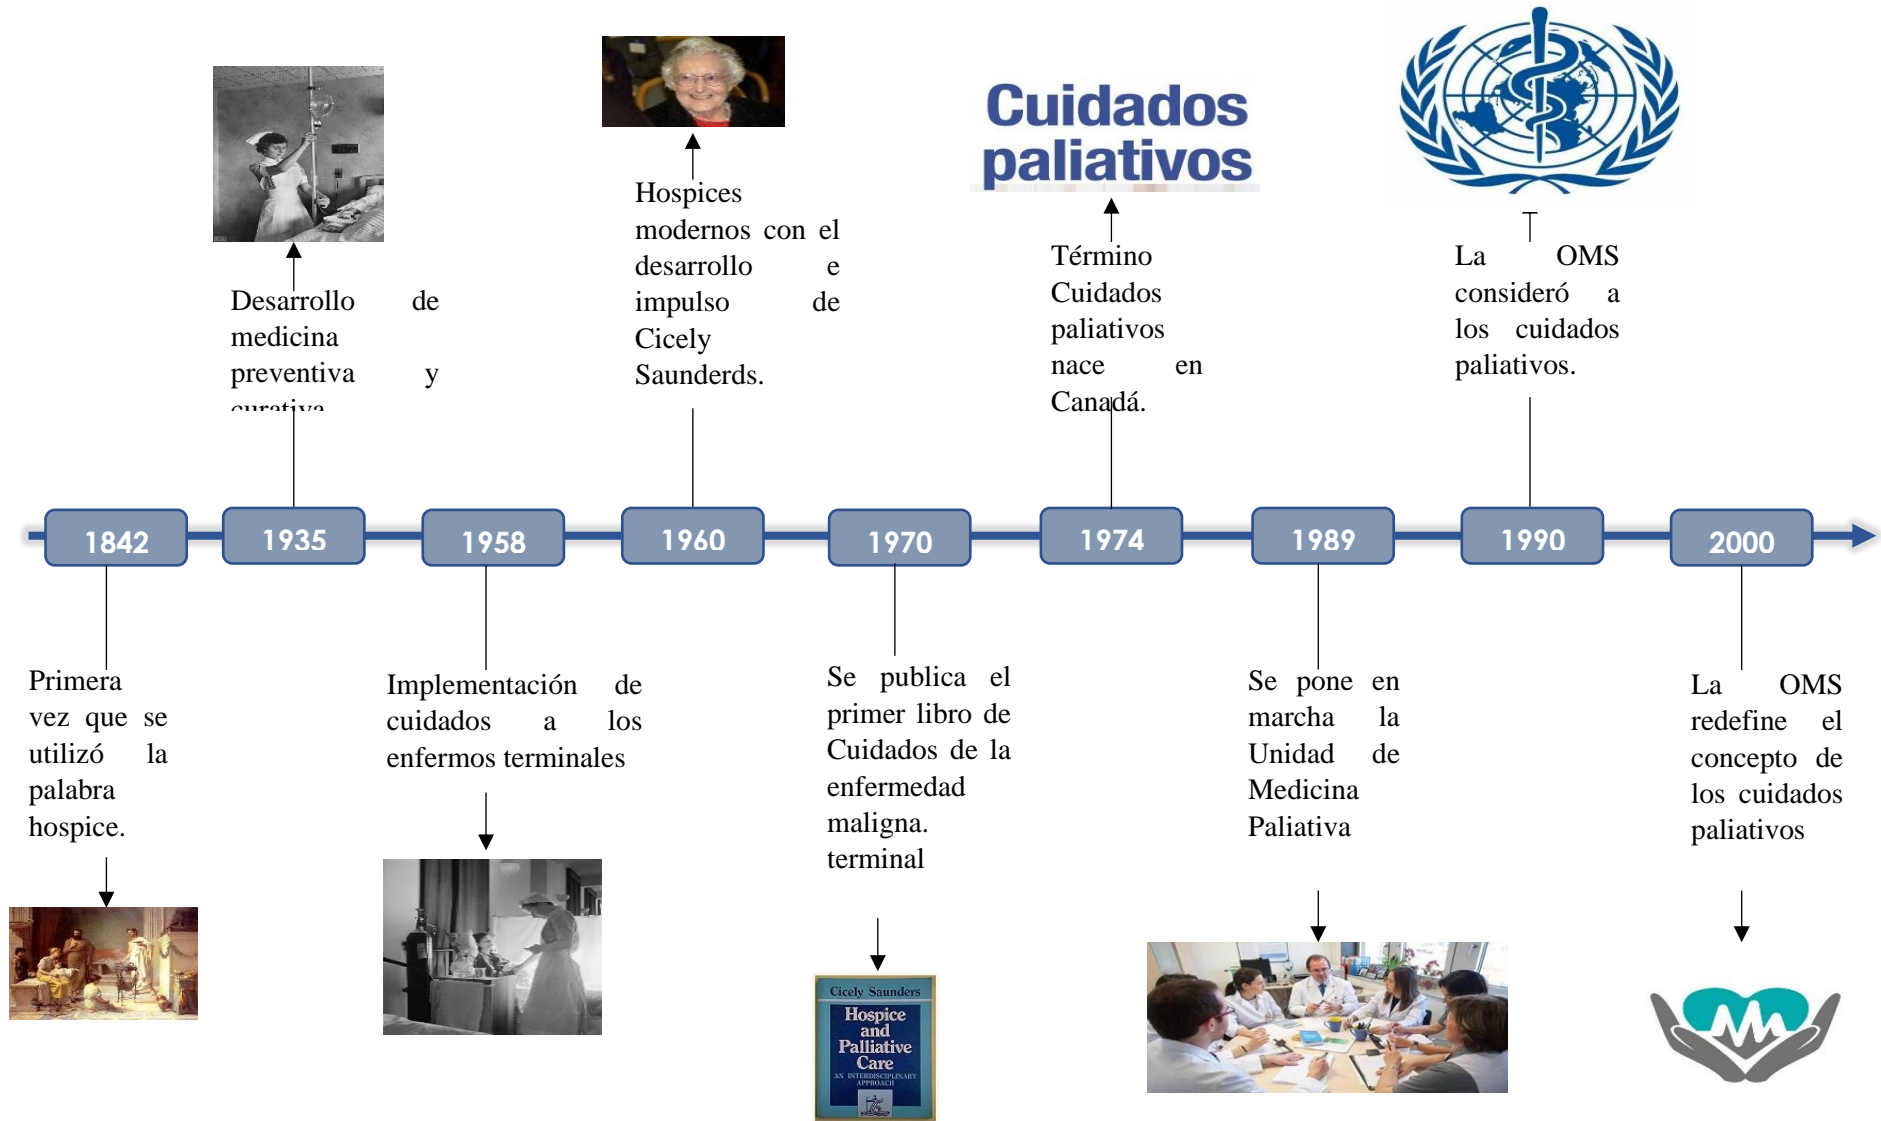 Cuidados
paliativos
Desarrollo de
medicina
preventiva y
curativa
Hospices
modernos con el
desarrollo e
impulso de
Cicely
Saunderds.
Término
Cuidados
paliativos
nace en
Canadá.
La OMS
consideró a
los cuidados
paliativos.
1842
1935
1958
1960
1970
1974
1989
1990
2000
Primera
vez que se
utilizó la
palabra
hospice.
Implementación de
cuidados a los
enfermos terminales
Se publica el
primer libro de
Cuidados de la
enfermedad
maligna.
terminal
Se pone en
marcha la
Unidad de
Medicina
Paliativa
La OMS
redefine el
concepto de
los cuidados
paliativos
Cicely Saunders
Hospice
and
Palliative
Care
AN INTERDISCIPLINARY
APPROACH